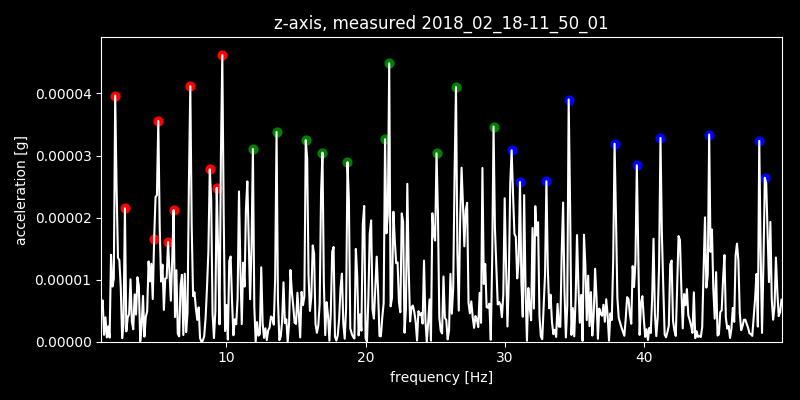 z-axis, measured 2018_02_18-11_50_01
acceleration [g]
0.00004
0.00003
0.00002
0.00001
0.00000
10 20 30 40
frequency [Hz]